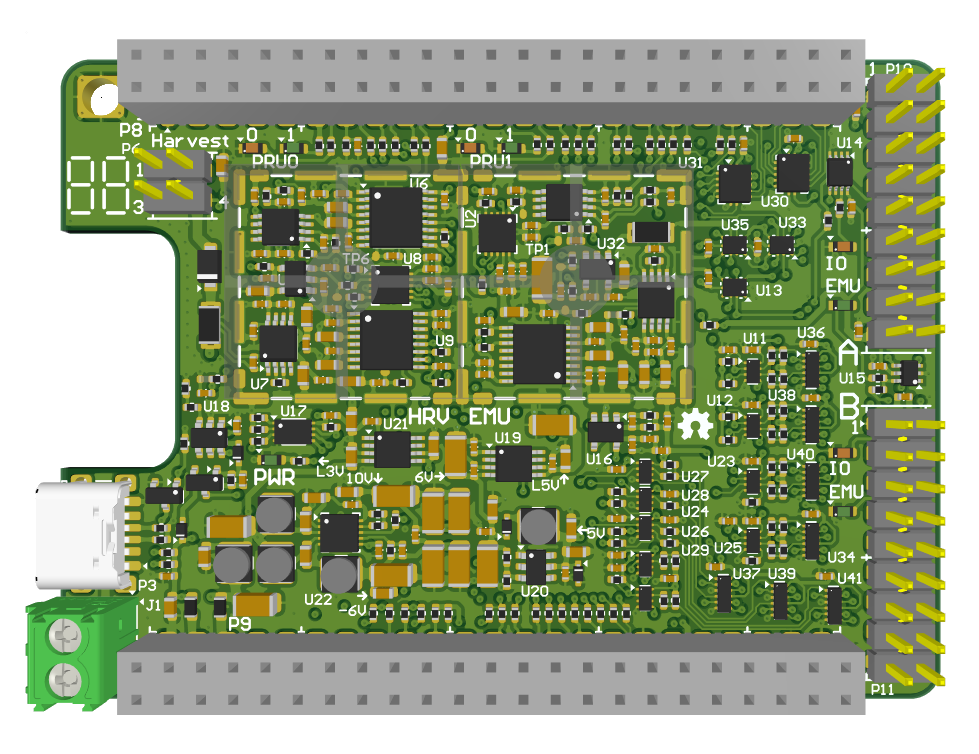 1 P10
P8
Harvest
0 1
0 1
U14
P6
PRU0
PRU1
U31
1
U6
U30
3
4
U2
U35 U33
TP6
U8
TP1
U32
IO
EMU
U13
U9
U11
U36
A
U7
U15
U18
U12
U38
B
HRV EMU
1
U17
U21
U19
U16
U23
U40
IO
PWR
L3V
10V
6V
L5V
U27
EMU
U28
U24
5V
U26
U25
U29
U34
P3
U37 U39 U41
J1
U22
-6V
U20
P9
P11